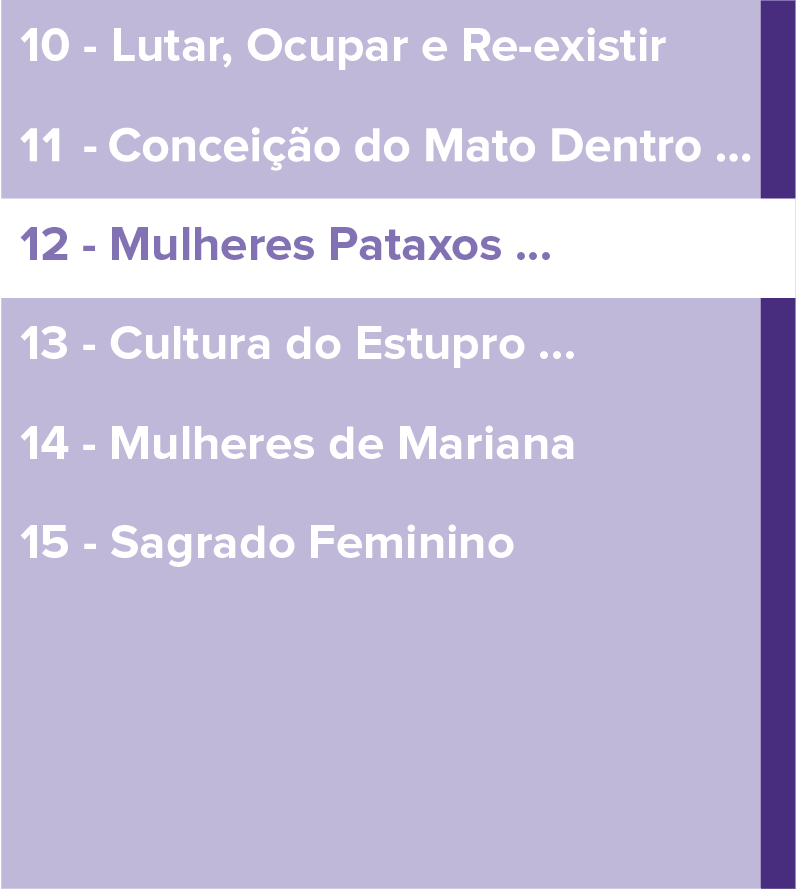 10 - Lutar, Ocupar e Re-existir
11 - Conceição do Mato Dentro ...
12 - Mulheres Pataxos ...
13 - Cultura do Estupro ...
14 - Mulheres de Mariana
15 - Sagrado Feminino